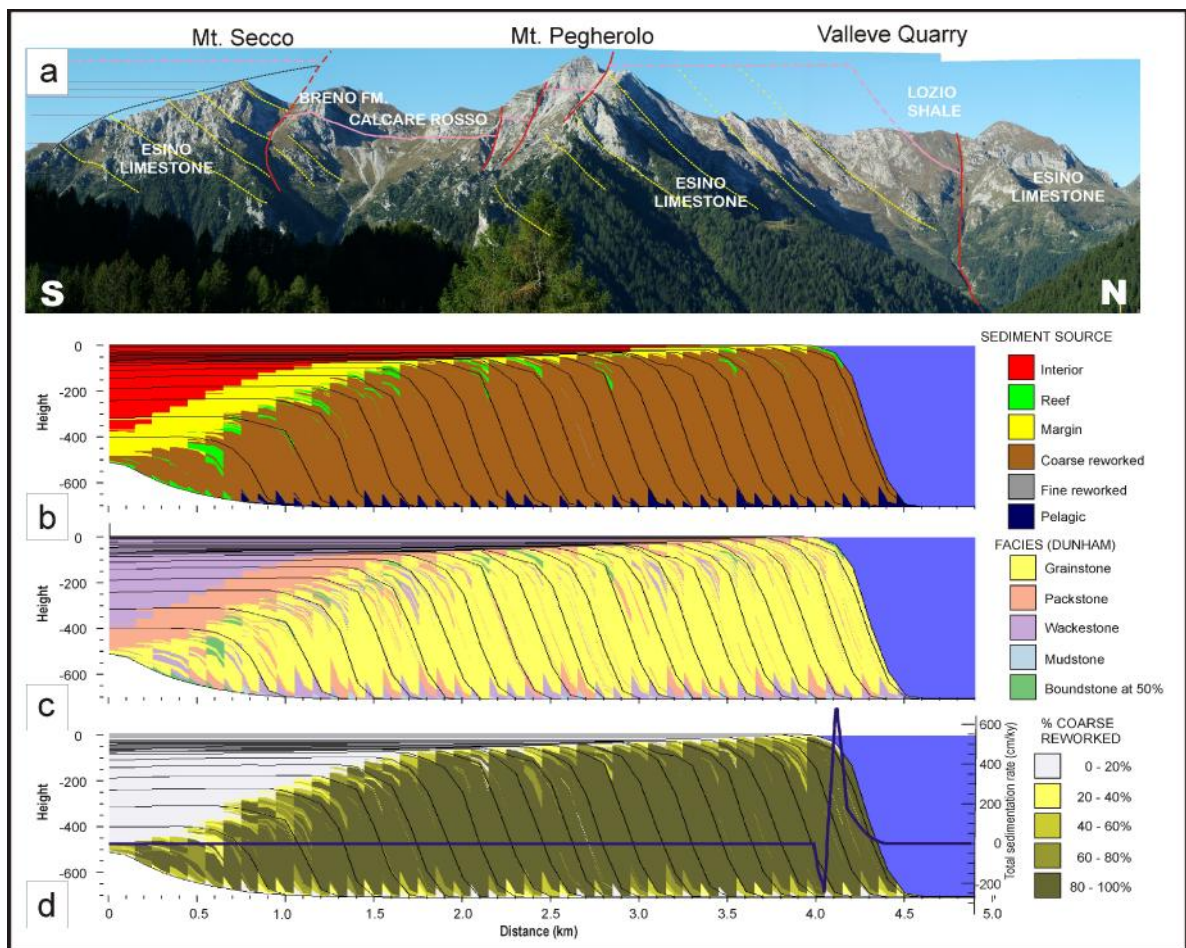 Mt. Secco
Mt. Pegherolo
Valleve Quarry
a
BRENO FM.
CALCARE ROSSO
LOZIO
SHALE
ESINO
LIMESTONE
ESINO
LIMESTONE
ESINO
LIMESTONE
S
N
0
-200
-400
-600
Height
b
SEDIMENT SOURCE
Interior
Reef
Margin
Coarse reworked
Fine reworked
Pelagic
0
-200
-400
-600
Height
c
FACIES (DUNHAM)
Grainstone
Packstone
Wackestone
Mudstone
Boundstone at 50%
0
-200
-400
-600
Height
d
600
400
200
0
-200
Total sedimentation rate (cm/ky)
% COARSE
REWORKED
0 - 20%
20 - 40%
40 - 60%
60 - 80%
80 - 100%
0 0.5 1.0 1.5 2.0 2.5 3.0 3.5 4.0 4.5 5.0
Distance (km)